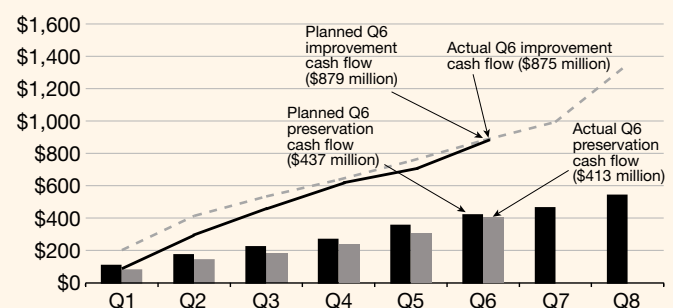 $1,600
$1,400
$1,200
$1,000
$800
$600
$400
$200
$0
Planned Q6
improvement
cash flow
($879 million)
Actual Q6 improvement
cash flow ($875 million)
Planned Q6
preservation
cash flow
($437 million)
Actual Q6
preservation
cash flow
($413 million)
Q1 Q2 Q3 Q4 Q5 Q6 Q7 Q8